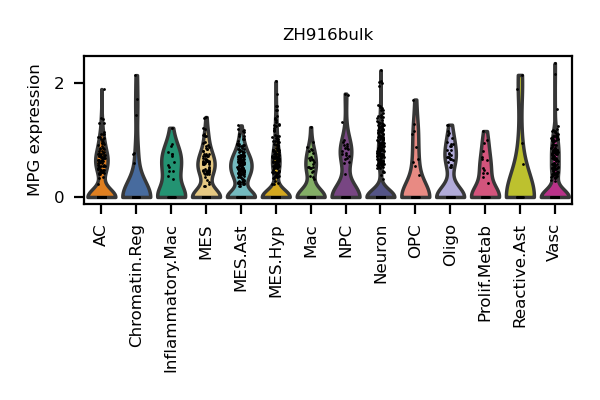 ZH916bulk
MPG expression
2
0
AC
Chromatin.Reg
Inflammatory.Mac
MES
MES.Ast
MES.Hyp
Mac
NPC
Neuron
OPC
Oligo
Prolif.Metab
Reactive.Ast
Vasc